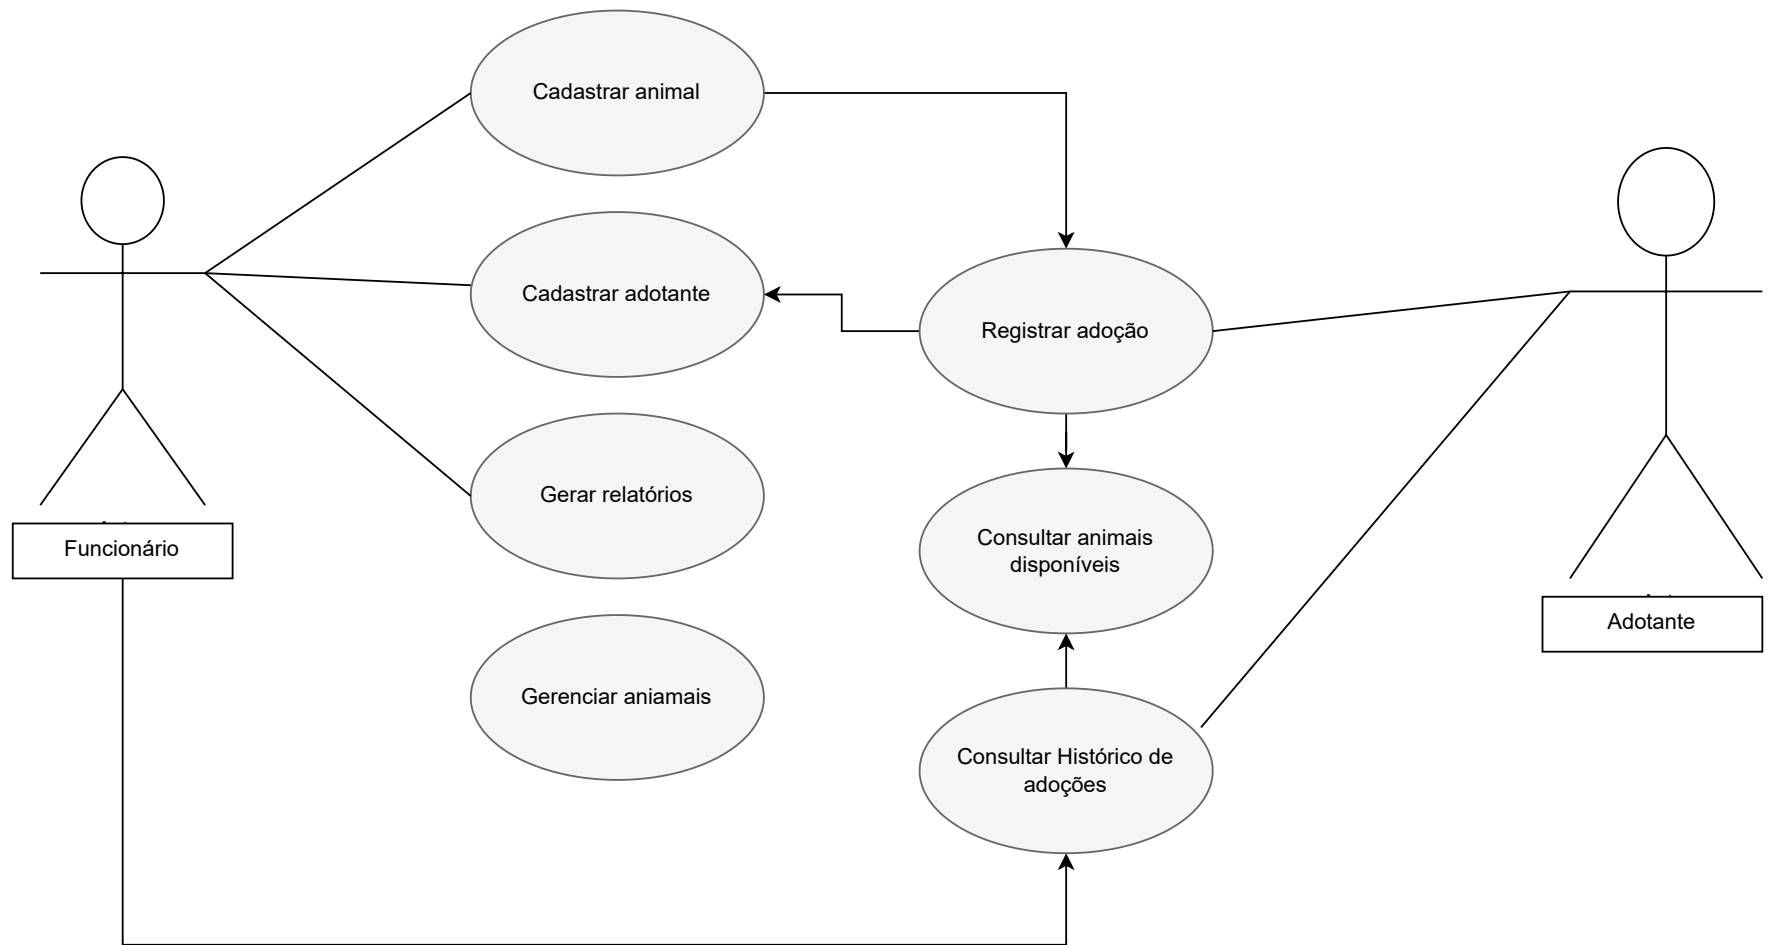 Cadastrar animal
Cadastrar adotante
Registrar adoção
Gerar relatórios
Funcionário
Consultar animais
disponíveis
Adotante
Gerenciar aniamais
Consultar Histórico de
adoções